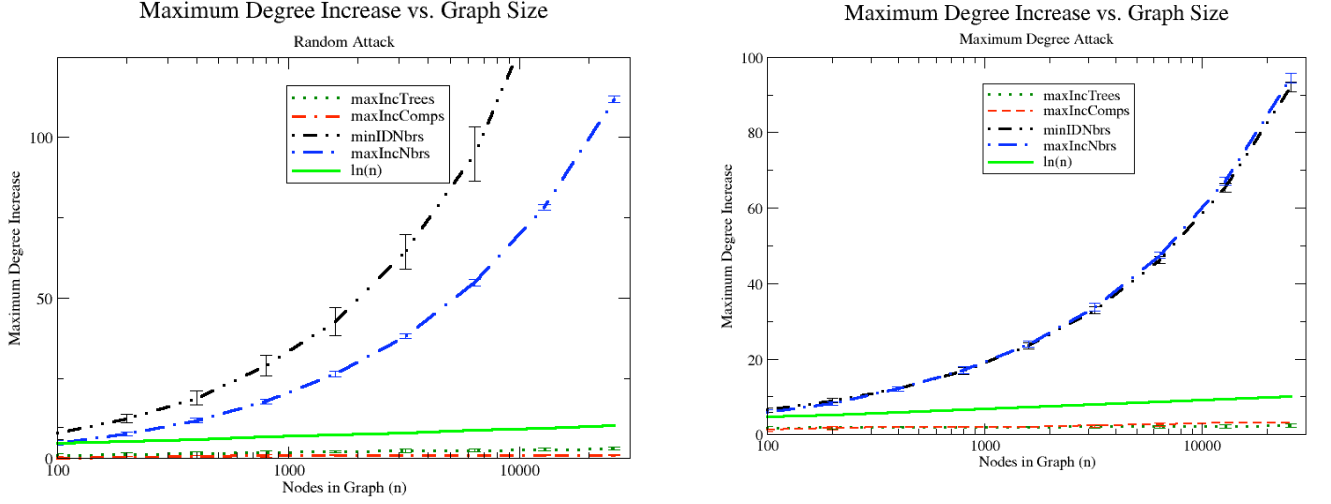 Maximum Degree Increase vs. Graph Size
Random Attack
Maximum Degree Increase
100
50
0
maxIncTrees
maxIncComps
minIDNbrs
maxIncNbrs
ln(n)
100
1000
10000
Nodes in Graph (n)
Maximum Degree Increase vs. Graph Size
Maximum Degree Attack
Maximum Degree Increase
100
80
60
40
20
0
maxIncTrees
maxIncComps
minIDNbrs
maxIncNbrs
ln(n)
100
1000
10000
Nodes in Graph (n)